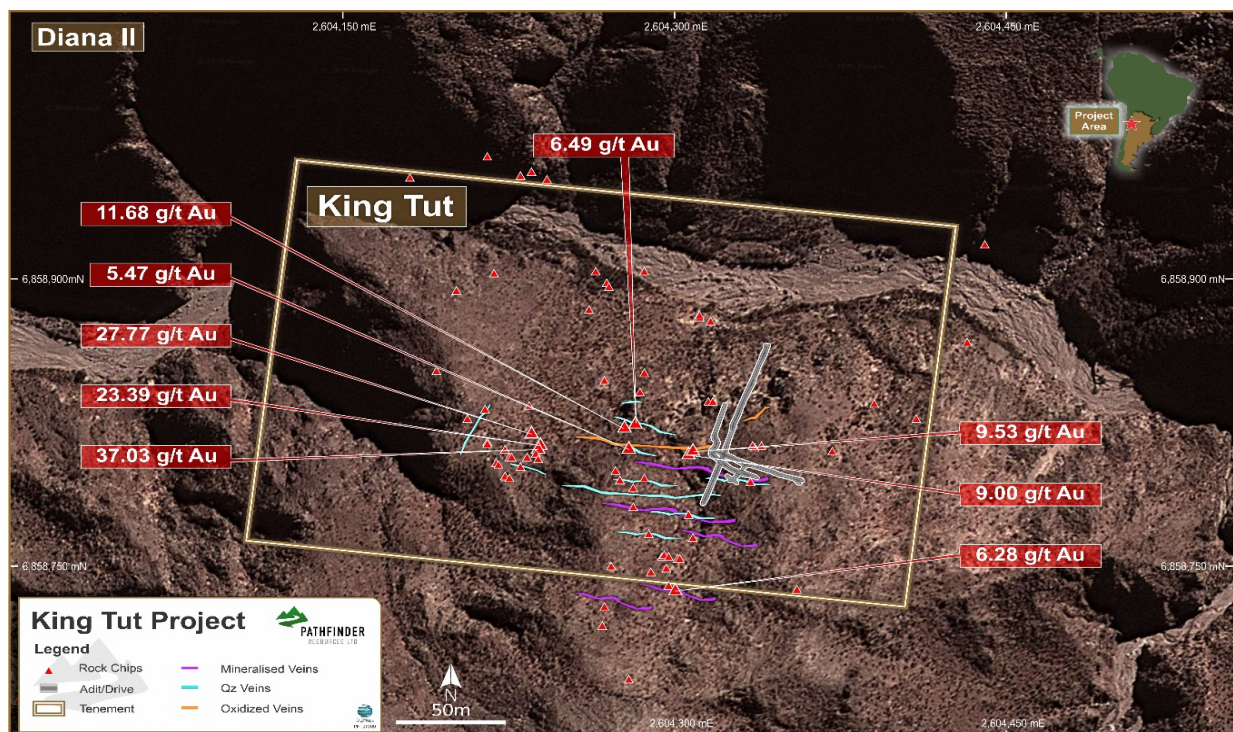 Diana II
2,604,150 mE
2,604,300 mE
2,604,450 mE
Project
Area
6.49 g/t Au
King Tut
11.68 g/t Au
5.47 g/t Au
6,858,900 mN
6,858,900 mN
27.77 g/t Au
23.39 g/t Au
37.03 g/t Au
9.53 g/t Au
9.00 g/t Au
6.28 g/t Au
6,858,750 mN
6,858,750 mN
King Tut Project
PATHFINDER
RESOURCES LTD
Legend
Rock Chips
Adit/Drive
Tenement
Mineralised Veins
Qz Veins
Oxidized Veins
N
50m
2,604,300 mE
2,604,450 mE